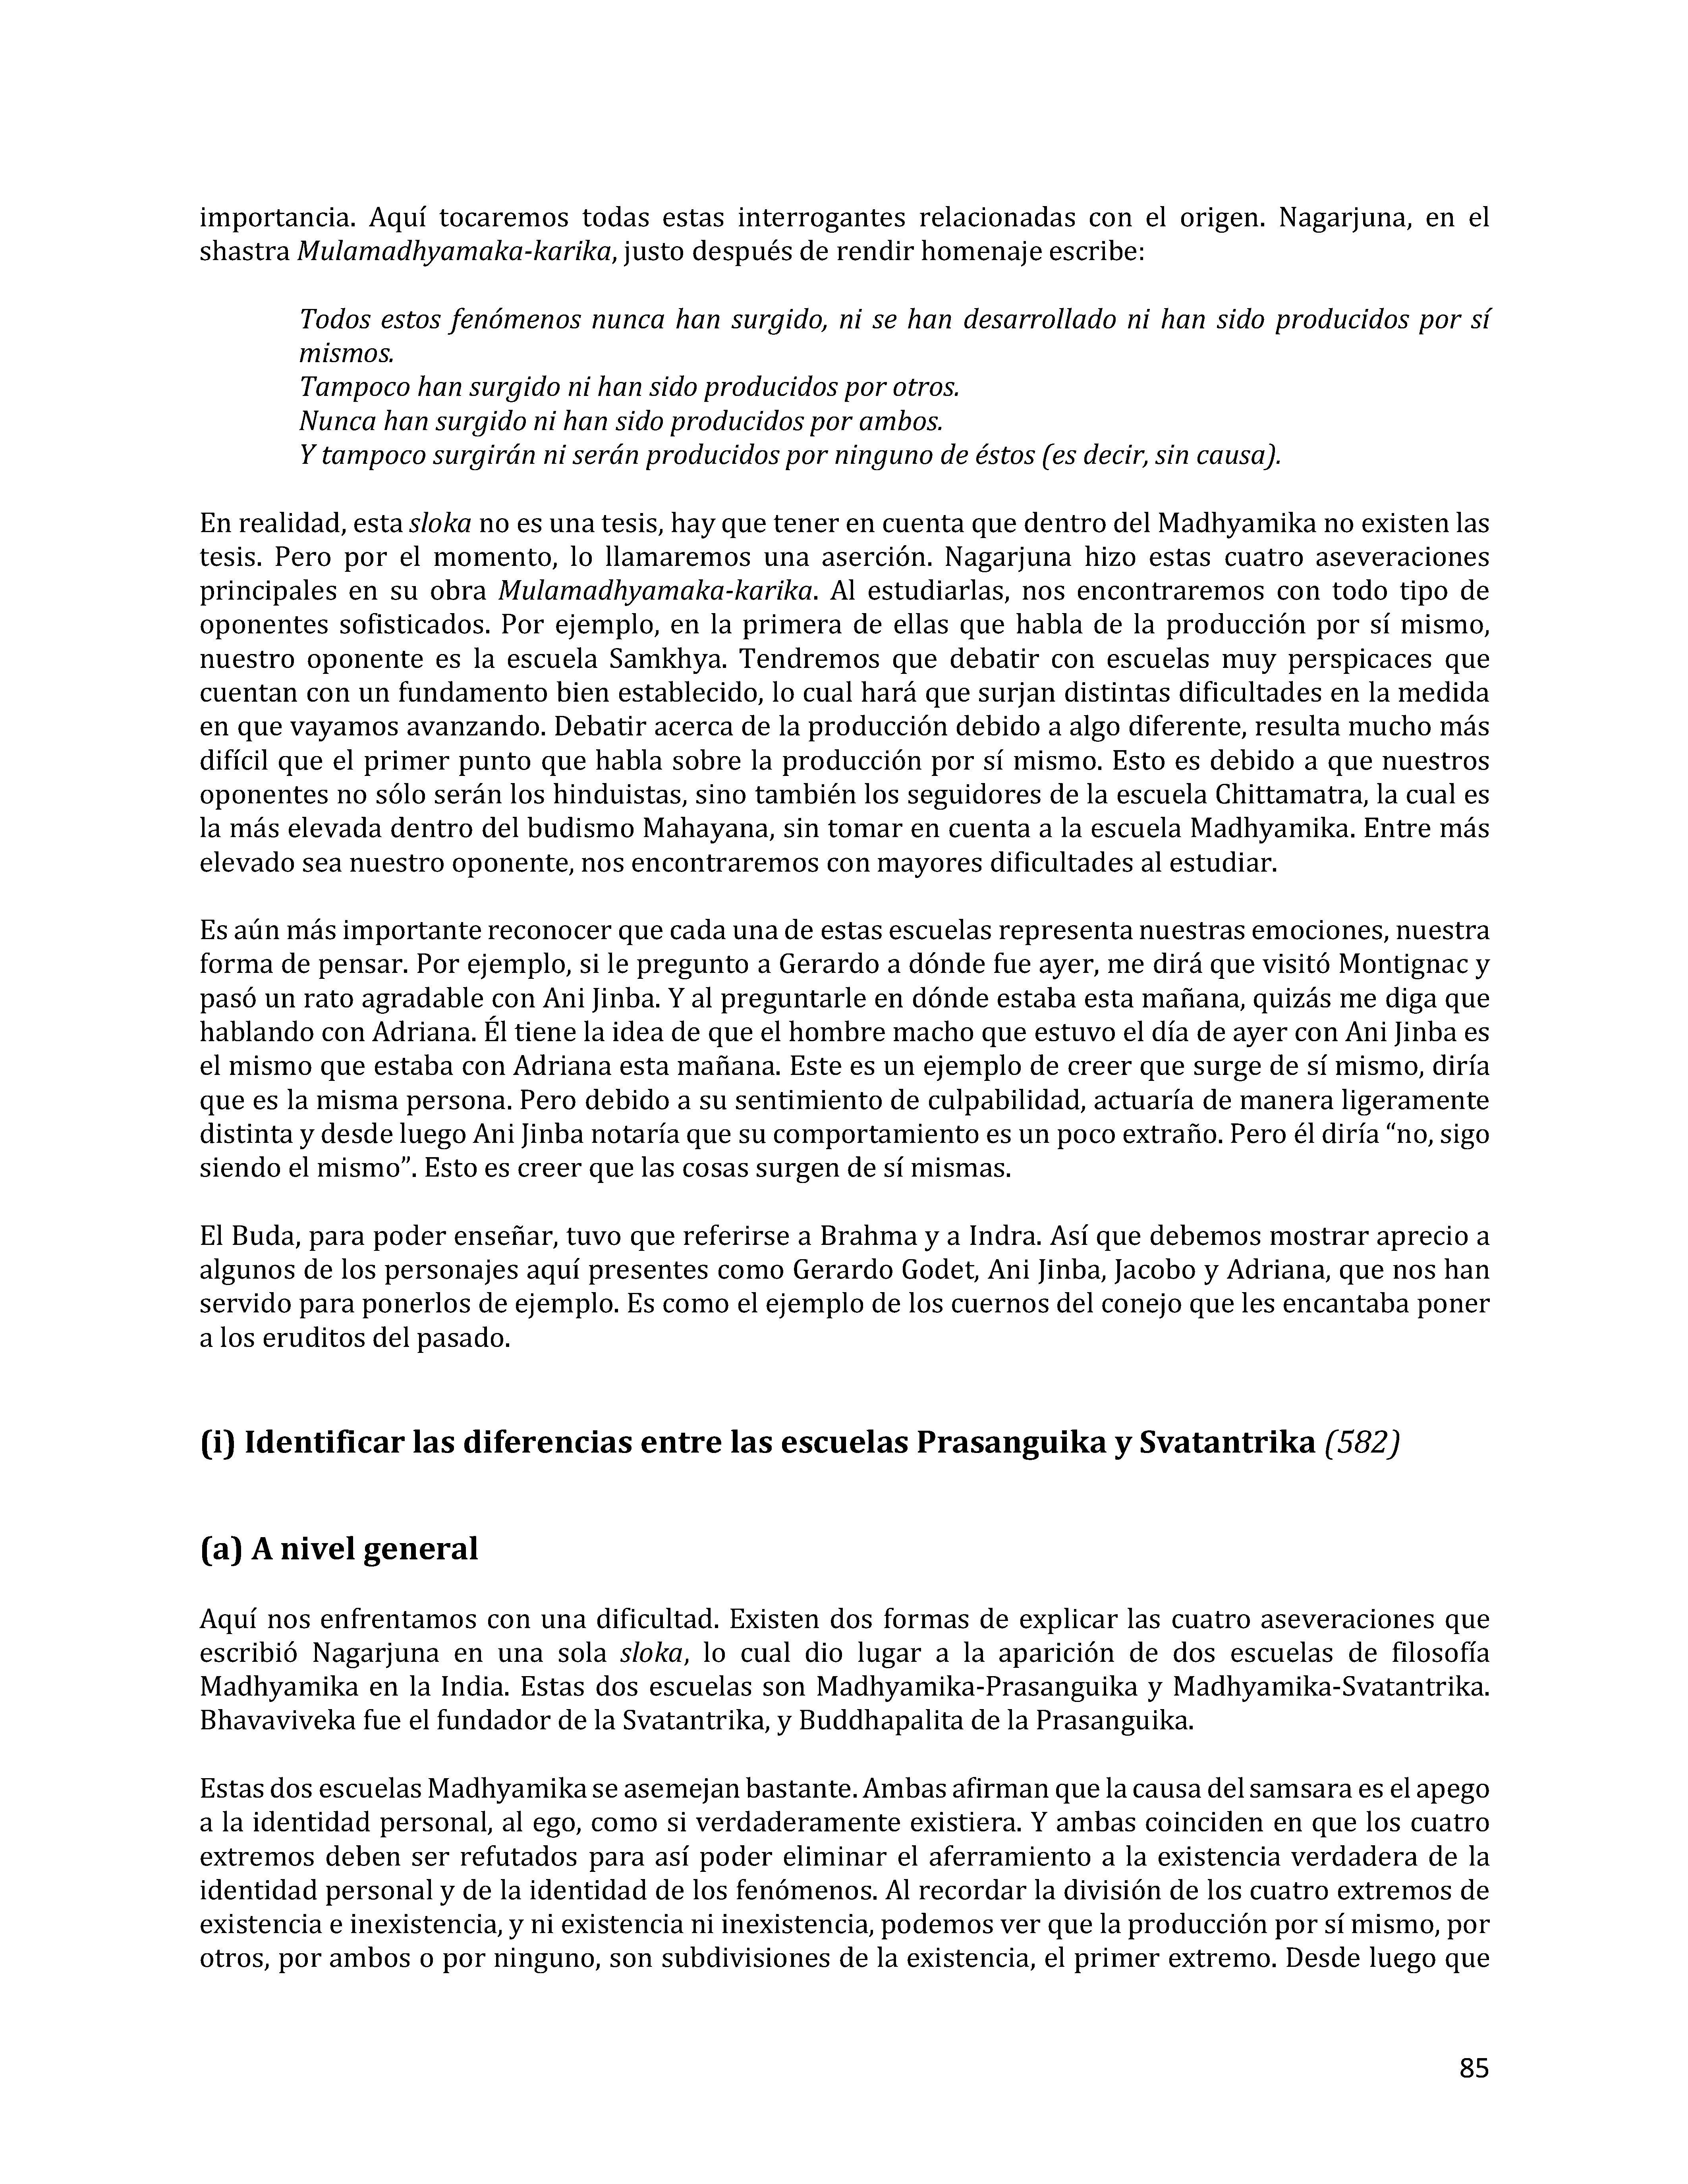 importancia. Aquí tocaremos todas estas interrogantes relacionadas con el origen. Nagarjuna, en el
shastra Mulamadhyamaka-karika, justo después de rendir homenaje escribe:
Todos estos fenómenos nunca han surgido, ni se han desarrollado ni han sido producidos por sí
mismos.
Tampoco han surgido ni han sido producidos por otros.
Nunca han surgido ni han sido producidos por ambos.
Y tampoco surgirán ni serán producidos por ninguno de éstos (es decir, sin causa).
En realidad, esta sloka no es una tesis, hay que tener en cuenta que dentro del Madhyamika no existen las
tesis. Pero por el momento, lo llamaremos una aserción. Nagarjuna hizo estas cuatro aseveraciones
principales en su obra Mulamadhyamaka-karika. Al estudiarlas, nos encontraremos con todo tipo de
oponentes sofisticados. Por ejemplo, en la primera de ellas que habla de la producción por sí mismo,
nuestro oponente es la escuela Samkhya. Tendremos que debatir con escuelas muy perspicaces que
cuentan con un fundamento bien establecido, lo cual hará que surjan distintas dificultades en la medida
en que vayamos avanzando. Debatir acerca de la producción debido a algo diferente, resulta mucho más
difícil que el primer punto que habla sobre la producción por sí mismo. Esto es debido a que nuestros
oponentes no sólo serán los hinduistas, sino también los seguidores de la escuela Chittamatra, la cual es
la más elevada dentro del budismo Mahayana, sin tomar en cuenta a la escuela Madhyamika. Entre más
elevado sea nuestro oponente, nos encontraremos con mayores dificultades al estudiar.
Es aún más importante reconocer que cada una de estas escuelas representa nuestras emociones, nuestra
forma de pensar. Por ejemplo, si le pregunto a Gerardo a dónde fue ayer, me dirá que visitó Montignac y
pasó un rato agradable con Ani Jinba. Y al preguntarle en dónde estaba esta mañana, quizás me diga que
hablando con Adriana. Él tiene la idea de que el hombre macho que estuvo el día de ayer con Ani Jinba es
el mismo que estaba con Adriana esta mañana. Este es un ejemplo de creer que surge de sí mismo, diría
que es la misma persona. Pero debido a su sentimiento de culpabilidad, actuaría de manera ligeramente
distinta y desde luego Ani Jinba notaría que su comportamiento es un poco extraño. Pero él diría “no, sigo
siendo el mismo”. Esto es creer que las cosas surgen de sí mismas.
El Buda, para poder enseñar, tuvo que referirse a Brahma y a Indra. Así que debemos mostrar aprecio a
algunos de los personajes aquí presentes como Gerardo Godet, Ani Jinba, Jacobo y Adriana, que nos han
servido para ponerlos de ejemplo. Es como el ejemplo de los cuernos del conejo que les encantaba poner
a los eruditos del pasado.
(i) Identificar las diferencias entre las escuelas Prasanguika y Svatantrika (582)
(a) A nivel general
Aquí nos enfrentamos con una dificultad. Existen dos formas de explicar las cuatro aseveraciones que
escribió Nagarjuna en una sola sloka, lo cual dio lugar a la aparición de dos escuelas de filosofía
Madhyamika en la India. Estas dos escuelas son Madhyamika-Prasanguika y Madhyamika-Svatantrika.
Bhavaviveka fue el fundador de la Svatantrika, y Buddhapalita de la Prasanguika.
Estas dos escuelas Madhyamika se asemejan bastante. Ambas afirman que la causa del samsara es el apego
a la identidad personal, al ego, como si verdaderamente existiera. Y ambas coinciden en que los cuatro
extremos deben ser refutados para así poder eliminar el aferramiento a la existencia verdadera de la
identidad personal y de la identidad de los fenómenos. Al recordar la división de los cuatro extremos de
existencia e inexistencia, y ni existencia ni inexistencia, podemos ver que la producción por sí mismo, por
otros, por ambos o por ninguno, son subdivisiones de la existencia, el primer extremo. Desde luego que
85